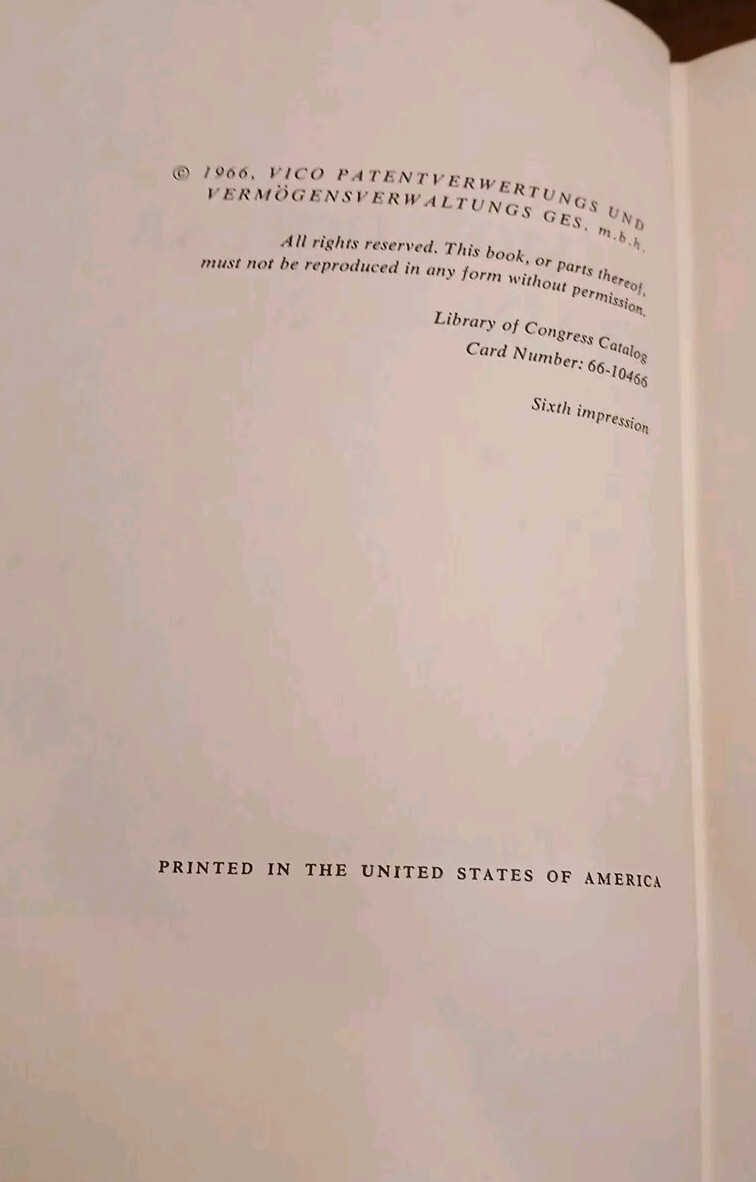 © 1966, VICO PATENTVERWERTUNGS UND
VERMÖGENSVERWALTUNGS GES. m.b.h.
All rights reserved. This book, or parts thereof,
must not be reproduced in any form without permission.
Library of Congress Catalog
Card Number: 66-10466
Sixth impression
PRINTED IN THE UNITED STATES OF AMERICA